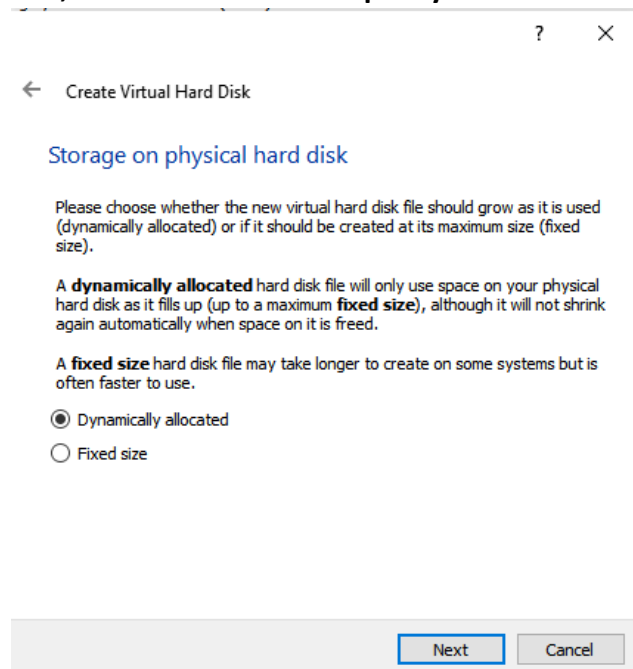 ?
Create Virtual Hard Disk
Storage on physical hard disk
Please choose whether the new virtual hard disk file should grow as it is used
(dynamically allocated) or if it should be created at its maximum size (fixed
size).
A dynamically allocated hard disk file will only use space on your physical
hard disk as it fills up (up to a maximum fixed size), although it will not shrink
again automatically when space on it is freed.
A fixed size hard disk file may take longer to create on some systems but is
often faster to use.
Dynamically allocated
Fixed size
Next Cancel